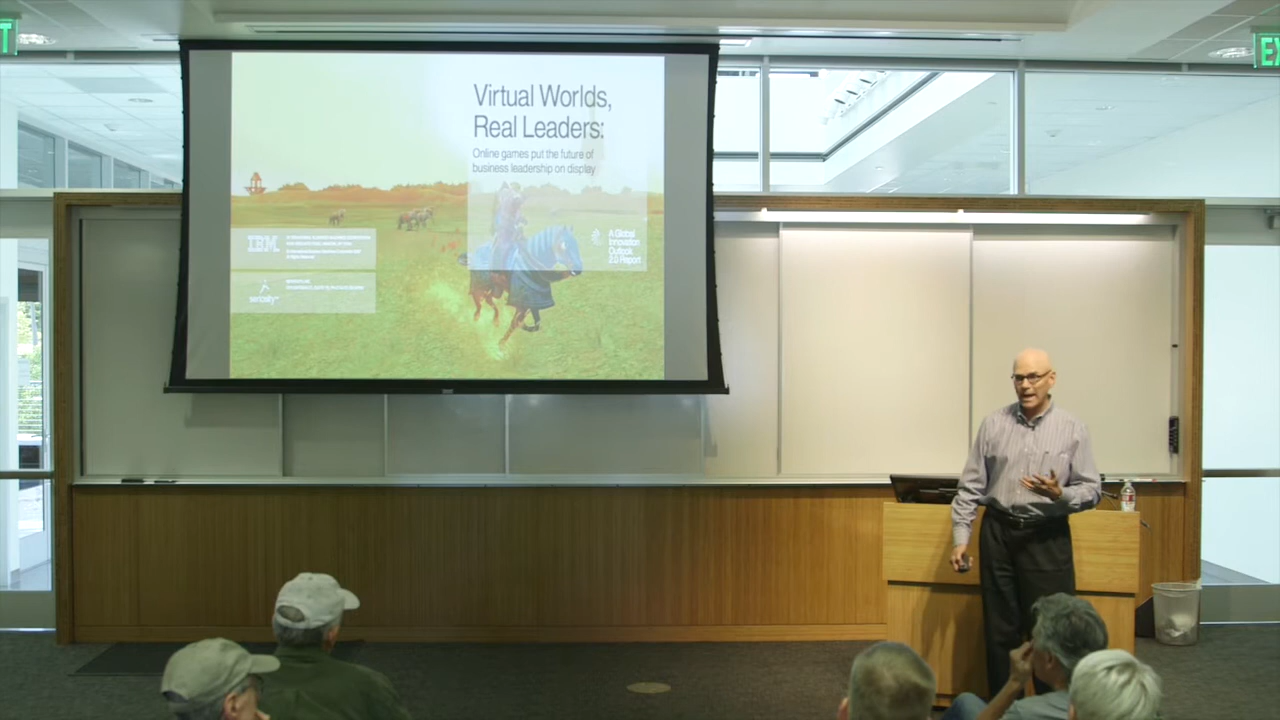 T
EX
Virtual Worlds,
Real Leaders:
Online games put the future of
business leadership on display
IBM
A Global
Innovation
Outlook
2.0 Report
seriosity